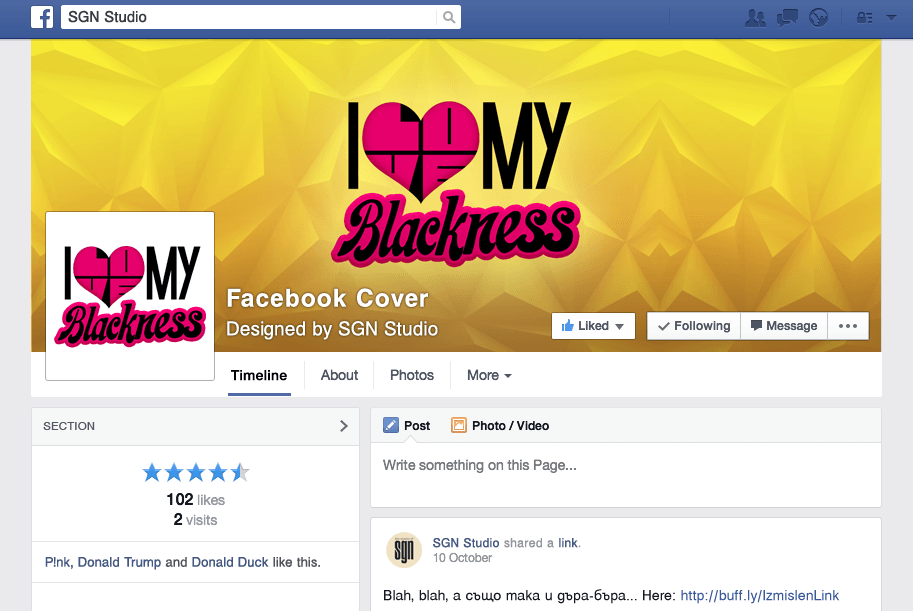 SGN Studio
I LOVE MY
Blackness
I LOVE MY
Blackness
Facebook Cover
Designed by SGN Studio
Liked
Following
Message
Timeline
About
Photos
More
SECTION
102 likes
2 visits
P!nk, Donald Trump and Donald Duck like this.
Post
Photo / Video
Write something on this Page...
sgn
SGN Studio shared a link.
10 October
Blah, blah, а също така и дъра-бъра... Here: http://buff.ly/IzmislenLink